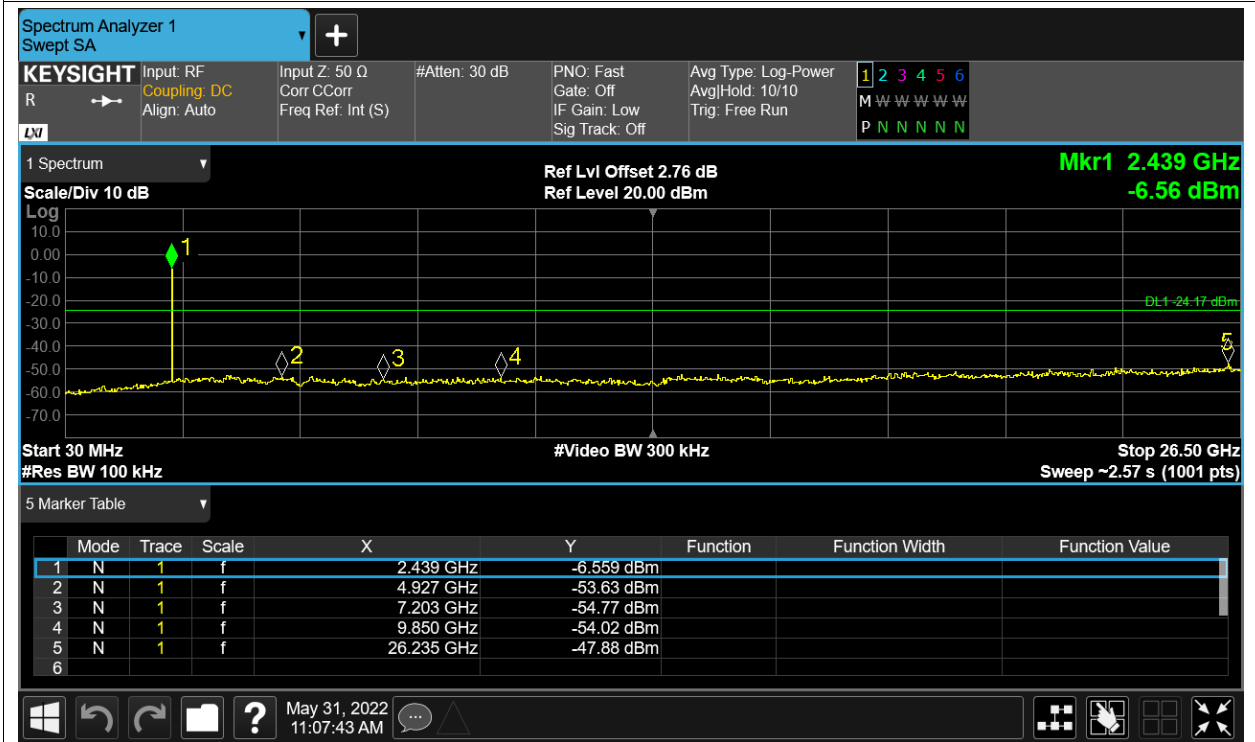 Spectrum Analyzer 1
Swept SA
+
KEYSIGHT
R
LXI
Input: RF
Coupling: DC
Align: Auto
Input Z: 50 Ω
Corr CCorr
Freq Ref: Int (S)
#Atten: 30 dB
PNO: Fast
Gate: Off
IF Gain: Low
Sig Track: Off
Avg Type: Log-Power
Avg|Hold: 10/10
Trig: Free Run
1 2 3 4 5 6
M W W W W W
P N N N N N
1 Spectrum
Scale/Div 10 dB
Ref Lvl Offset 2.76 dB
Ref Level 20.00 dBm
Mkr1 2.439 GHz
-6.56 dBm
Log
10.0
0.00
-10.0
-20.0
-30.0
-40.0
-50.0
-60.0
-70.0
1
2
3
4
5
DL1 -24.17 dBm
Start 30 MHz
#Res BW 100 kHz
#Video BW 300 kHz
Stop 26.50 GHz
Sweep ~2.57 s (1001 pts)
5 Marker Table
Mode Trace Scale X Y Function Function Width Function Value
1 N 1 f 2.439 GHz -6.559 dBm
2 N 1 f 4.927 GHz -53.63 dBm
3 N 1 f 7.203 GHz -54.77 dBm
4 N 1 f 9.850 GHz -54.02 dBm
5 N 1 f 26.235 GHz -47.88 dBm
6
?
May 31, 2022
11:07:43 AM